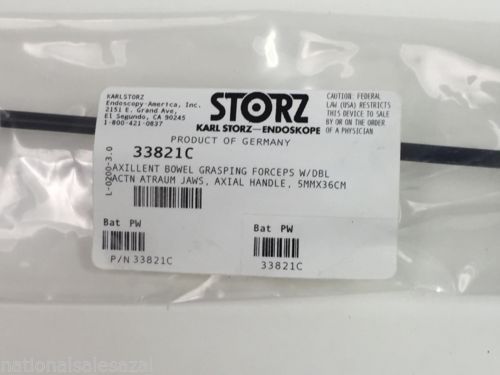 KARLSTORZ
Endoscopy-America, Inc.
2151 E. Grand Ave,
El Segundo, CA 90245
1-800-421-0837
STORZ
KARL STORZ—ENDOSKOPE
CAUTION: FEDERAL
LAW (USA) RESTRICTS
THIS DEVICE TO SALE
BY OR ON THE ORDER
OF A PHYSICIAN
PRODUCT OF GERMANY
L-0200-3.0
33821C
AXILLENT BOWEL GRASPING FORCEPS W/DBL
ACTN ATRAUM JAWS, AXIAL HANDLE, 5MMX36CM
Bat PW
Bat PW
P/N 33821C
33821C
nationalsalesazal